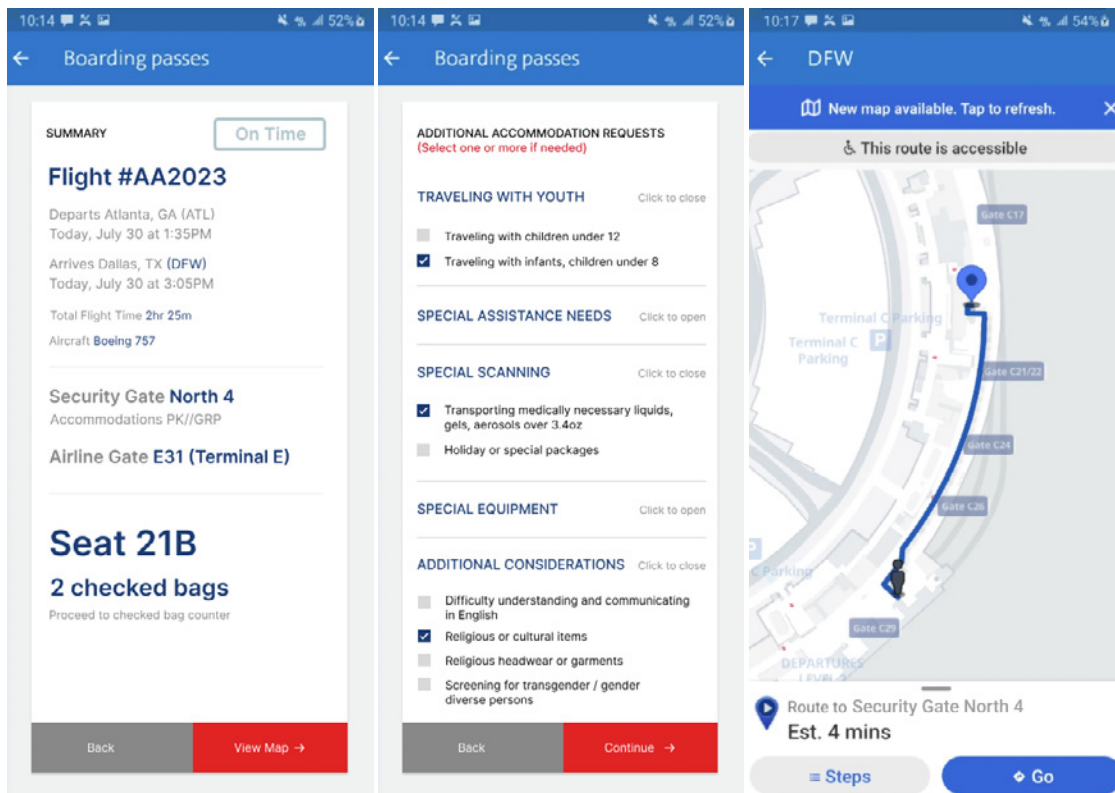 10:14
52%
Boarding passes
SUMMARY
On Time
Flight #AA2023
Departs Atlanta, GA (ATL)
Today, July 30 at 1:35PM
Arrives Dallas, TX (DFW)
Today, July 30 at 3:05PM
Total Flight Time 2hr 25m
Aircraft Boeing 757
Security Gate North 4
Accommodations PK//GRP
Airline Gate E31 (Terminal E)
Seat 21B
2 checked bags
Proceed to checked bag counter
Back
View Map →
10:14
52%
Boarding passes
ADDITIONAL ACCOMMODATION REQUESTS
(Select one or more if needed)
TRAVELING WITH YOUTH Click to close
Traveling with children under 12
Traveling with infants, children under 8
SPECIAL ASSISTANCE NEEDS Click to open
SPECIAL SCANNING Click to close
Transporting medically necessary liquids,
gels, aerosols over 3.4oz
Holiday or special packages
SPECIAL EQUIPMENT Click to open
ADDITIONAL CONSIDERATIONS Click to close
Difficulty understanding and communicating
in English
Religious or cultural items
Religious headwear or garments
Screening for transgender / gender
diverse persons
Back
Continue →
10:17
54%
DFW
New map available. Tap to refresh.
This route is accessible
Gate C17
Terminal C Parking
Terminal C
Parking
P
Gate C21/22
Gate C24
Gate C26
P
C Parking
Gate C29
DEPARTURES
Route to Security Gate North 4
Est. 4 mins
Steps
Go